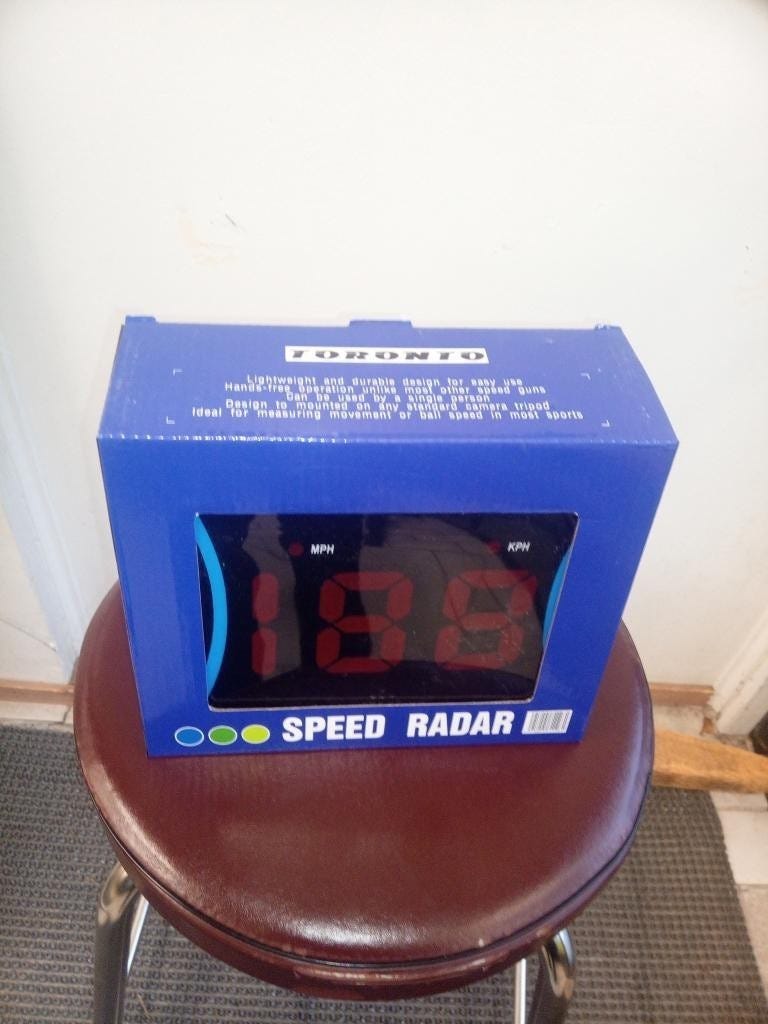 TORONTO
Lightweight and durable design for easy use
Hands-free operation unlike most other speed guns
Can be used by a single person
Design to mounted on any standard camera tripod
Ideal for measuring movement or ball speed in most sports
MPH KPH
188
SPEED RADAR